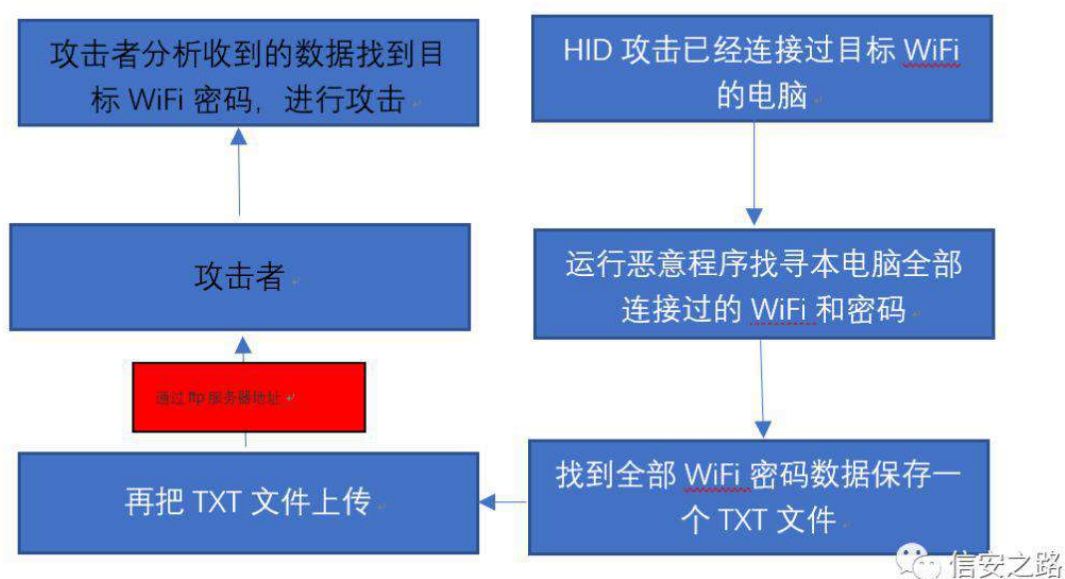 攻击者分析收到的数据找到目
标 WiFi 密码，进行攻击
HID 攻击已经连接过目标 WiFi
的电脑
攻击者
运行恶意程序找寻本电脑全部
连接过的 WiFi 和密码
通过 ftp 服务器地址
再把 TXT 文件上传
找到全部 WiFi 密码数据保存一
个 TXT 文件
信安之路